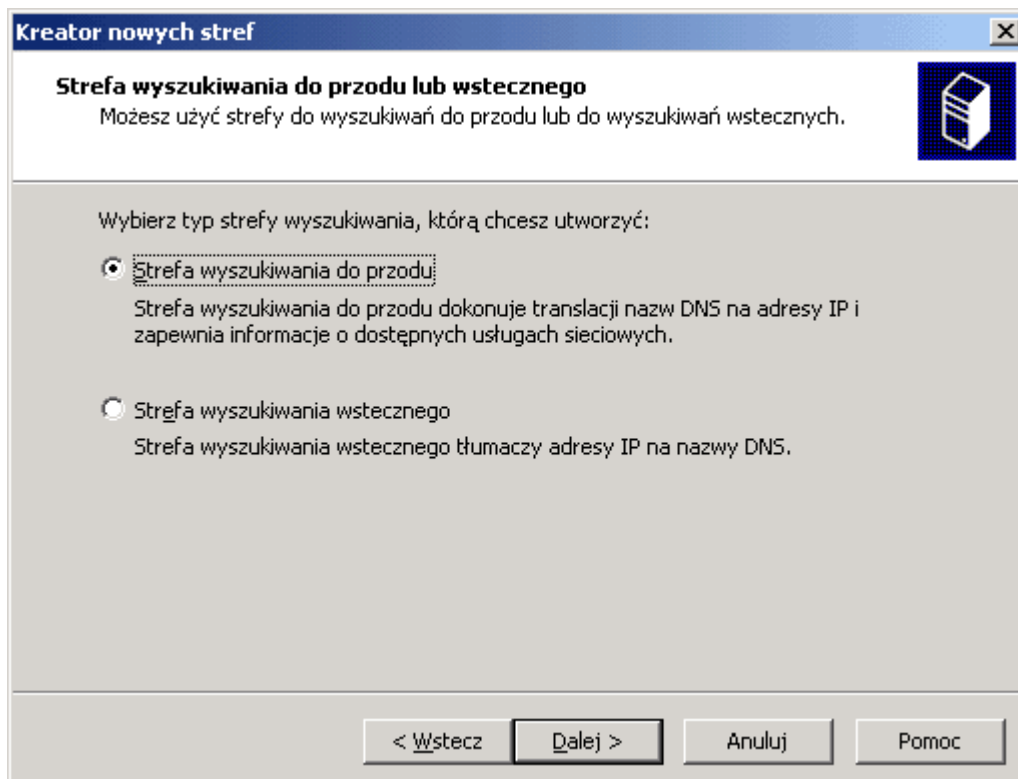 Kreator nowych stref
Strefa wyszukiwania do przodu lub wstecznego
Możesz użyć strefy do wyszukiwań do przodu lub do wyszukiwań wstecznych.
Wybierz typ strefy wyszukiwania, którą chcesz utworzyć:
Strefa wyszukiwania do przodu
Strefa wyszukiwania do przodu dokonuje translacji nazw DNS na adresy IP i
zapewnia informacje o dostępnych usługach sieciowych.
Strefa wyszukiwania wstecznego
Strefa wyszukiwania wstecznego tłumaczy adresy IP na nazwy DNS.
< Wstecz
Dalej >
Anuluj
Pomoc